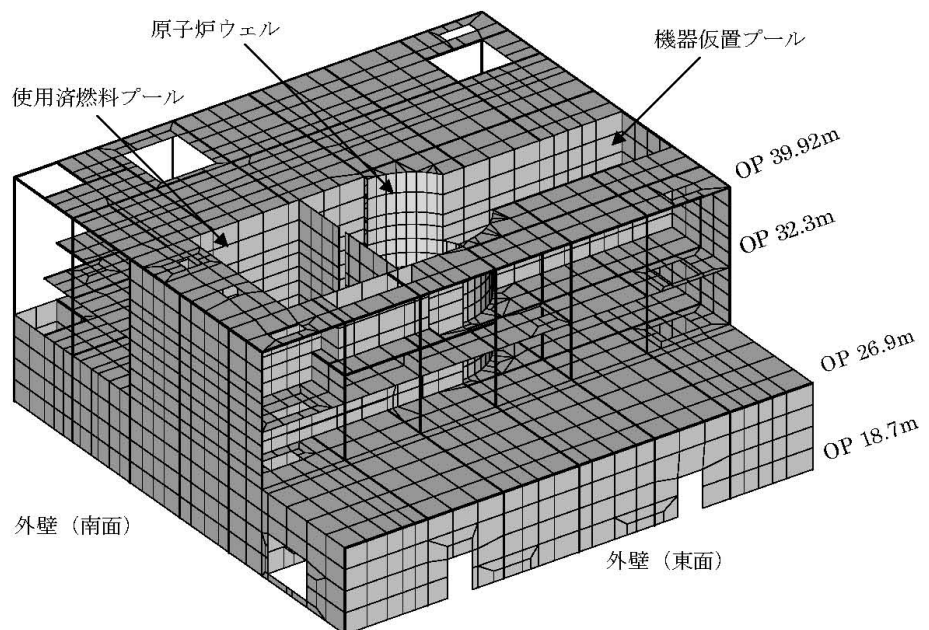 原子炉ウェル
機器仮置プール
使用済燃料プール
OP 39.92m
OP 32.3m
OP 26.9m
OP 18.7m
外壁（南面）
外壁（東面）